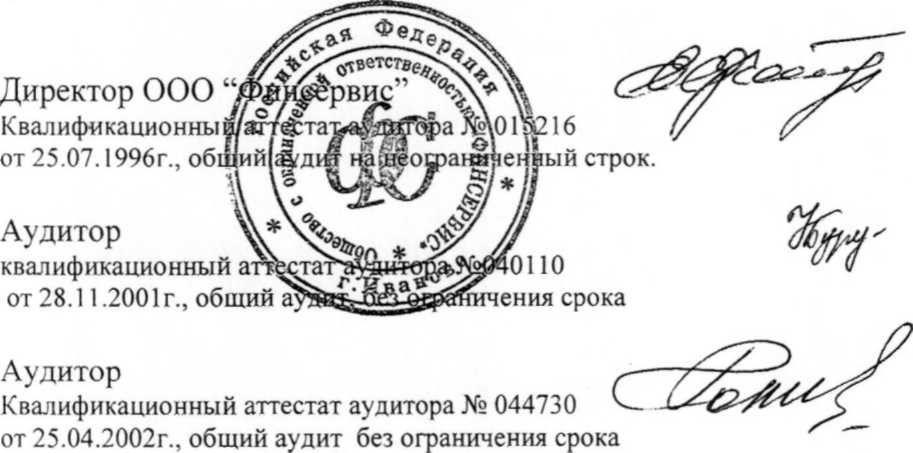 Директор ООО “Финсервис”
Квалификационный аттестат аудитора № 015216
от 25.07.1996г., общий аудит на неограниченный строк.
Российская Федерация
Общество с ограниченной ответственностью «ФИНСЕРВИС»
г. Иваново
ФС
Аудитор
квалификационный аттестат аудитора №040110
от 28.11.2001г., общий аудит, без ограничения срока
Аудитор
Квалификационный аттестат аудитора № 044730
от 25.04.2002г., общий аудит без ограничения срока